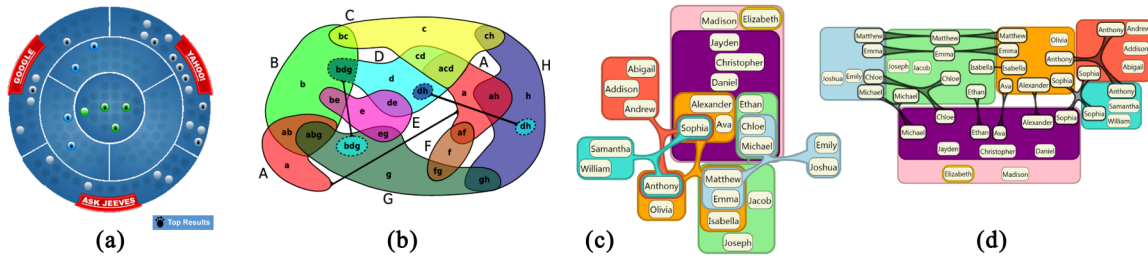 GOOGLE
YAHOO!
ASK JEEVES
Top Results
(a)
C
c
bc
ch
cd
D
acd
A
H
B
bdg
d
a
b
dh
ah
h
be
de
e
E
dh
ab
abg
eg
af
bdg
F
f
a
g
fg
A
gh
G
(b)
Madison
Elizabeth
Jayden
Christopher
Daniel
Abigail
Addison
Andrew
Alexander
Ethan
Sophia
Ava
Chloe
Michael
Samantha
William
Emily
Joshua
Matthew
Anthony
Emma
Jacob
Olivia
Isabella
Joseph
(c)
Matthew
Matthew
Matthew
Anthony
Andrew
Emma
Emma
Emma
Olivia
Addison
Anthony
Joseph
Jacob
Isabella
Isabella
Abigail
Joshua
Emily
Chloe
Chloe
Sophia
Sophia
Michael
Ethan
Ava
Alexander
Anthony
Samantha
Sophia
William
Chloe
Michael
Ethan
Ava
Alexander
Sophia
Jayden
Christopher
Daniel
Elizabeth
Madison
(d)